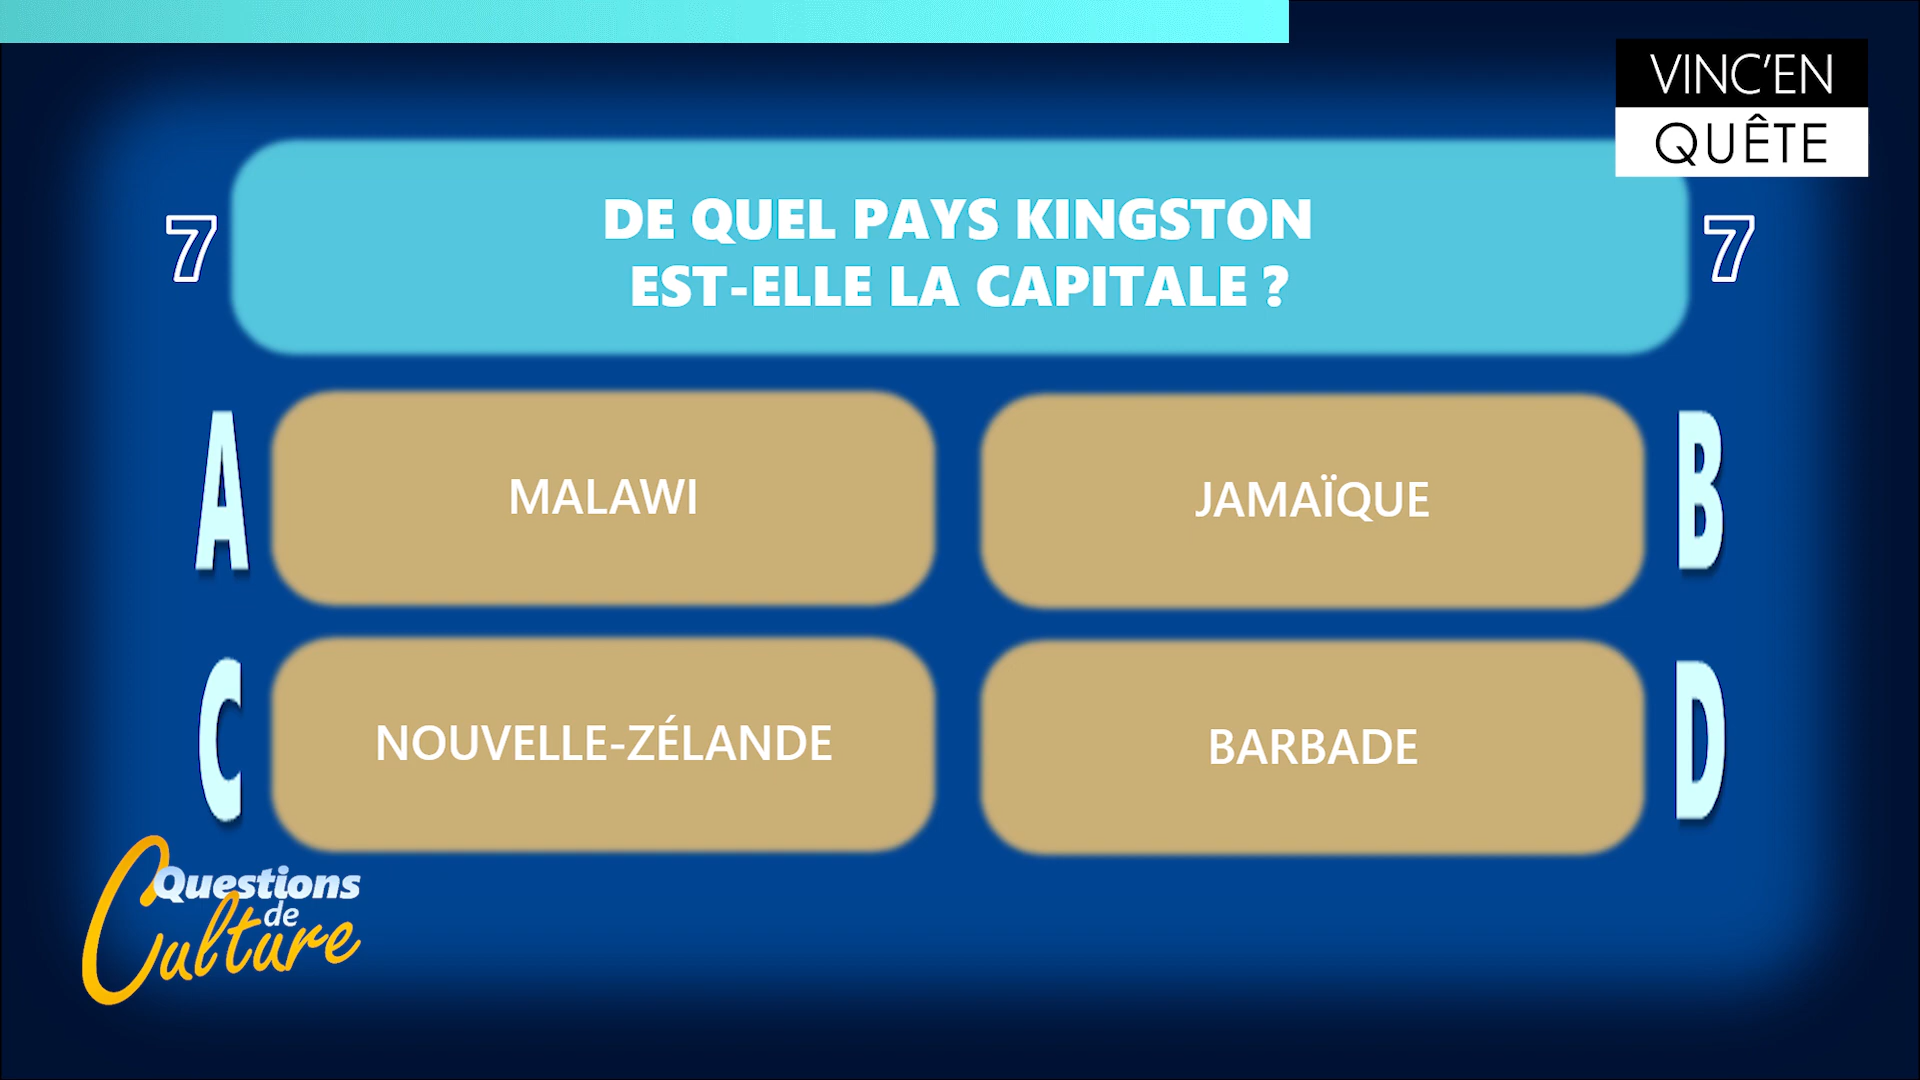 VINC'EN
QUÊTE
7
DE QUEL PAYS KINGSTON
EST-ELLE LA CAPITALE ?
7
A
MALAWI
JAMAÏQUE
B
C
NOUVELLE-ZÉLANDE
BARBADE
D
Questions
de
Culture